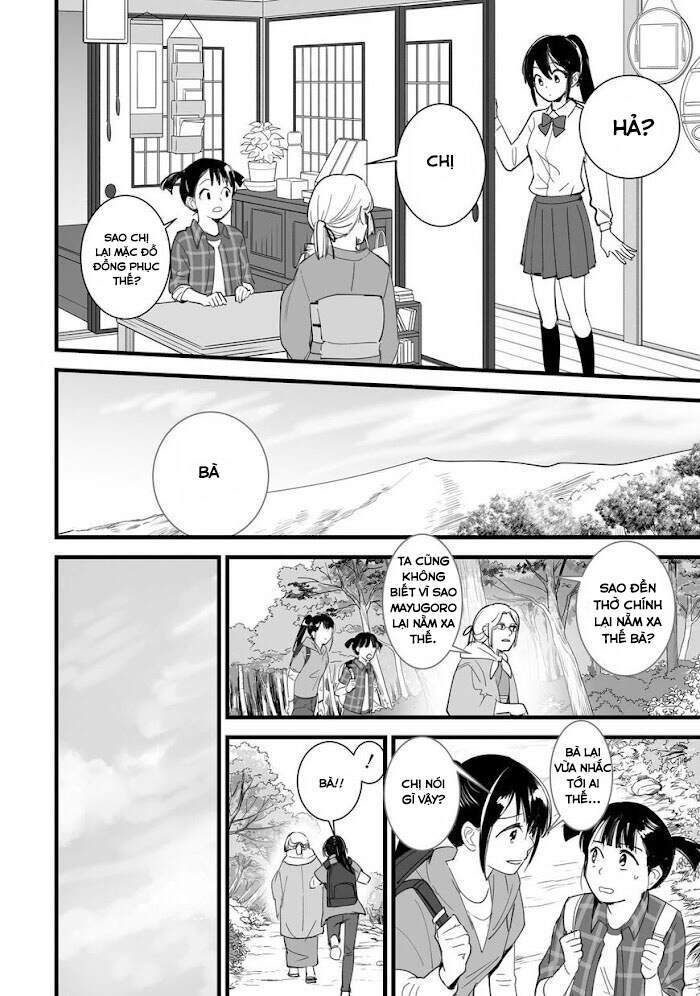 HẢ?
CHỊ
SAO CHỊ
LẠI MẶC ĐỒ
ĐỒNG PHỤC
THẾ?
BÀ
SAO ĐỀN
THỜ CHÍNH
LẠI NẰM XA
THẾ BÀ?
TA CŨNG
KHÔNG
BIẾT VÌ SAO
MAYUGORO
LẠI NẰM XA
THẾ.
BÀ LẠI
VỪA NHẮC
TỚI AI
THẾ...
CHỊ NÓI
GÌ VẬY?
!
BÀ!!